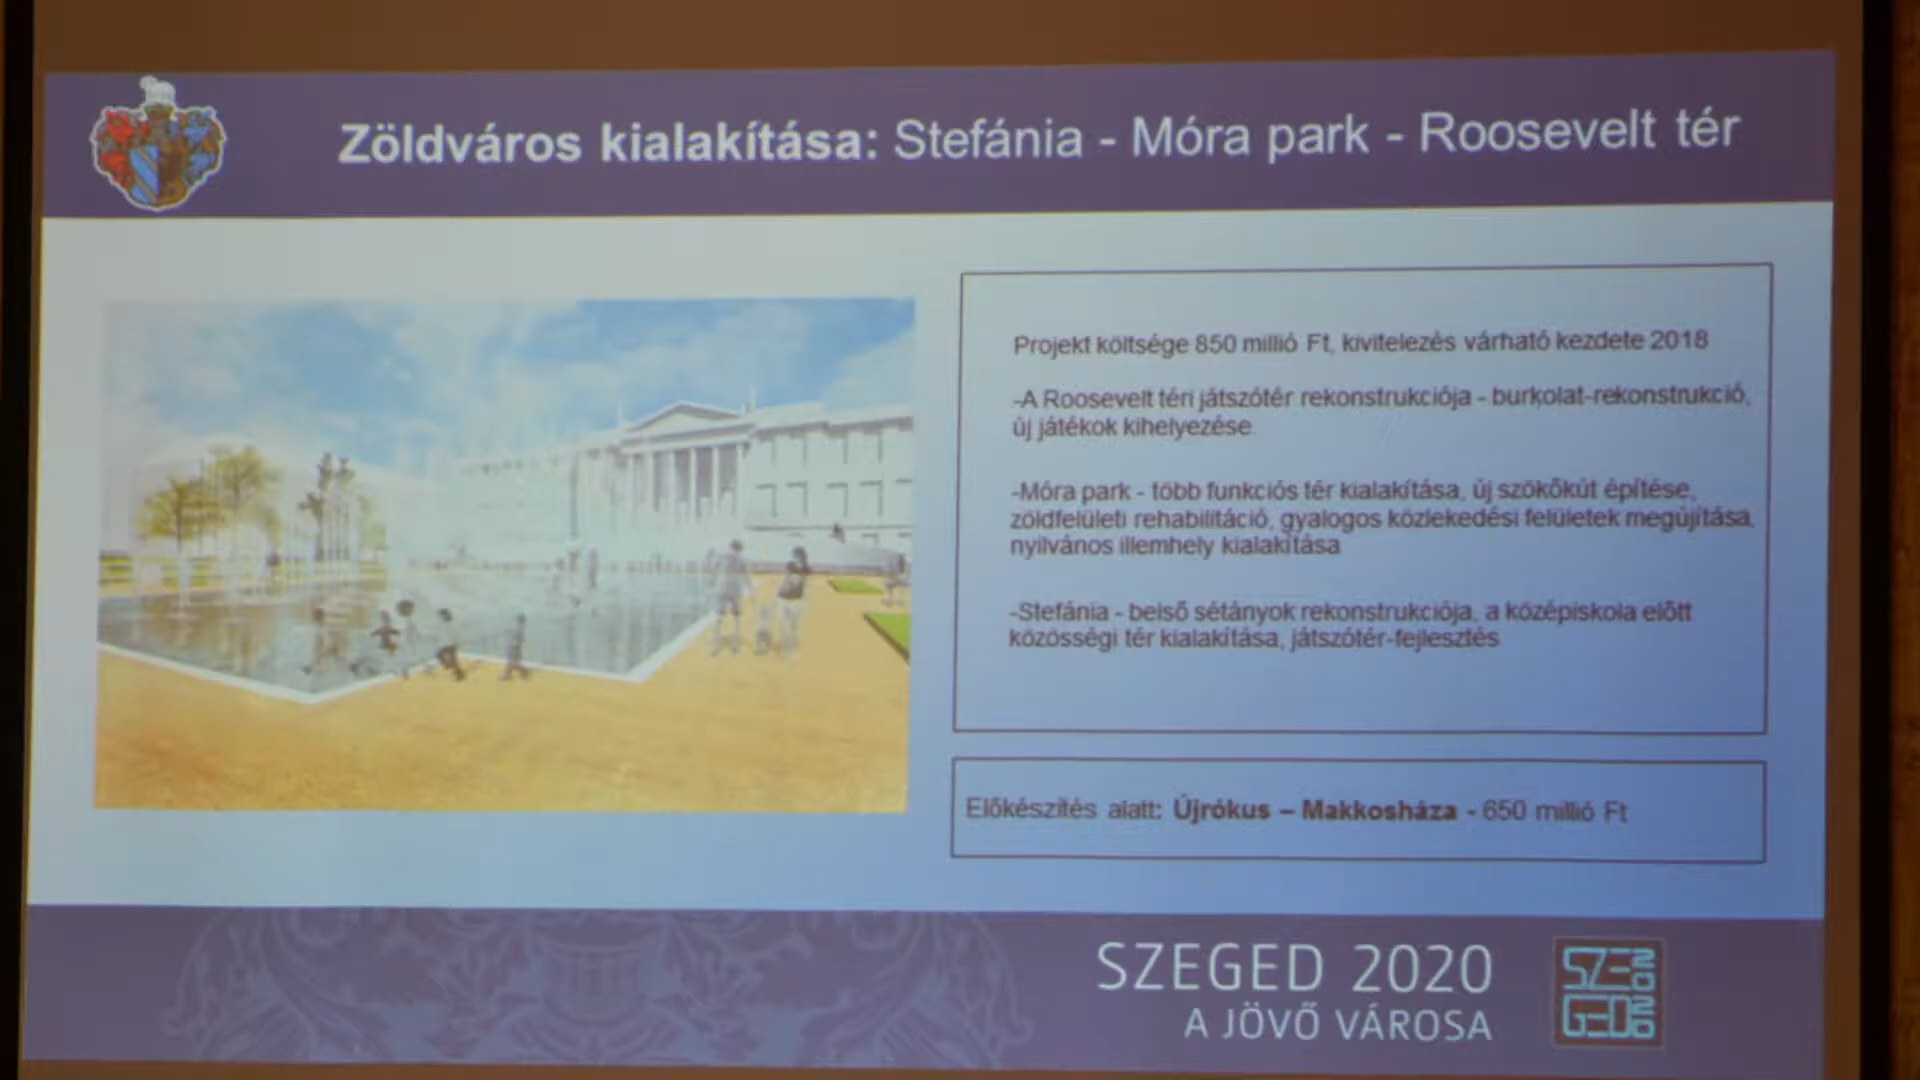 Zöldváros kialakítása: Stefánia - Móra park - Roosevelt tér
Projekt költsége 850 millió Ft, kivitelezés várható kezdete 2018
-A Roosevelt téri játszótér rekonstrukciója - burkolat-rekonstrukció,
új játékok kihelyezése.
-Móra park - több funkciós tér kialakítása, új szökőkút építése,
zöldfelületi rehabilitáció, gyalogos közlekedési felületek megújítása,
nyilvános illemhely kialakítása
-Stefánia - belső sétányok rekonstrukciója, a középiskola előtt
közösségi tér kialakítása, játszótér-fejlesztés
Előkészítés alatt: Újrókus – Makkosháza - 650 millió Ft
SZEGED 2020
A JÖVŐ VÁROSA
SZE
GED
2020